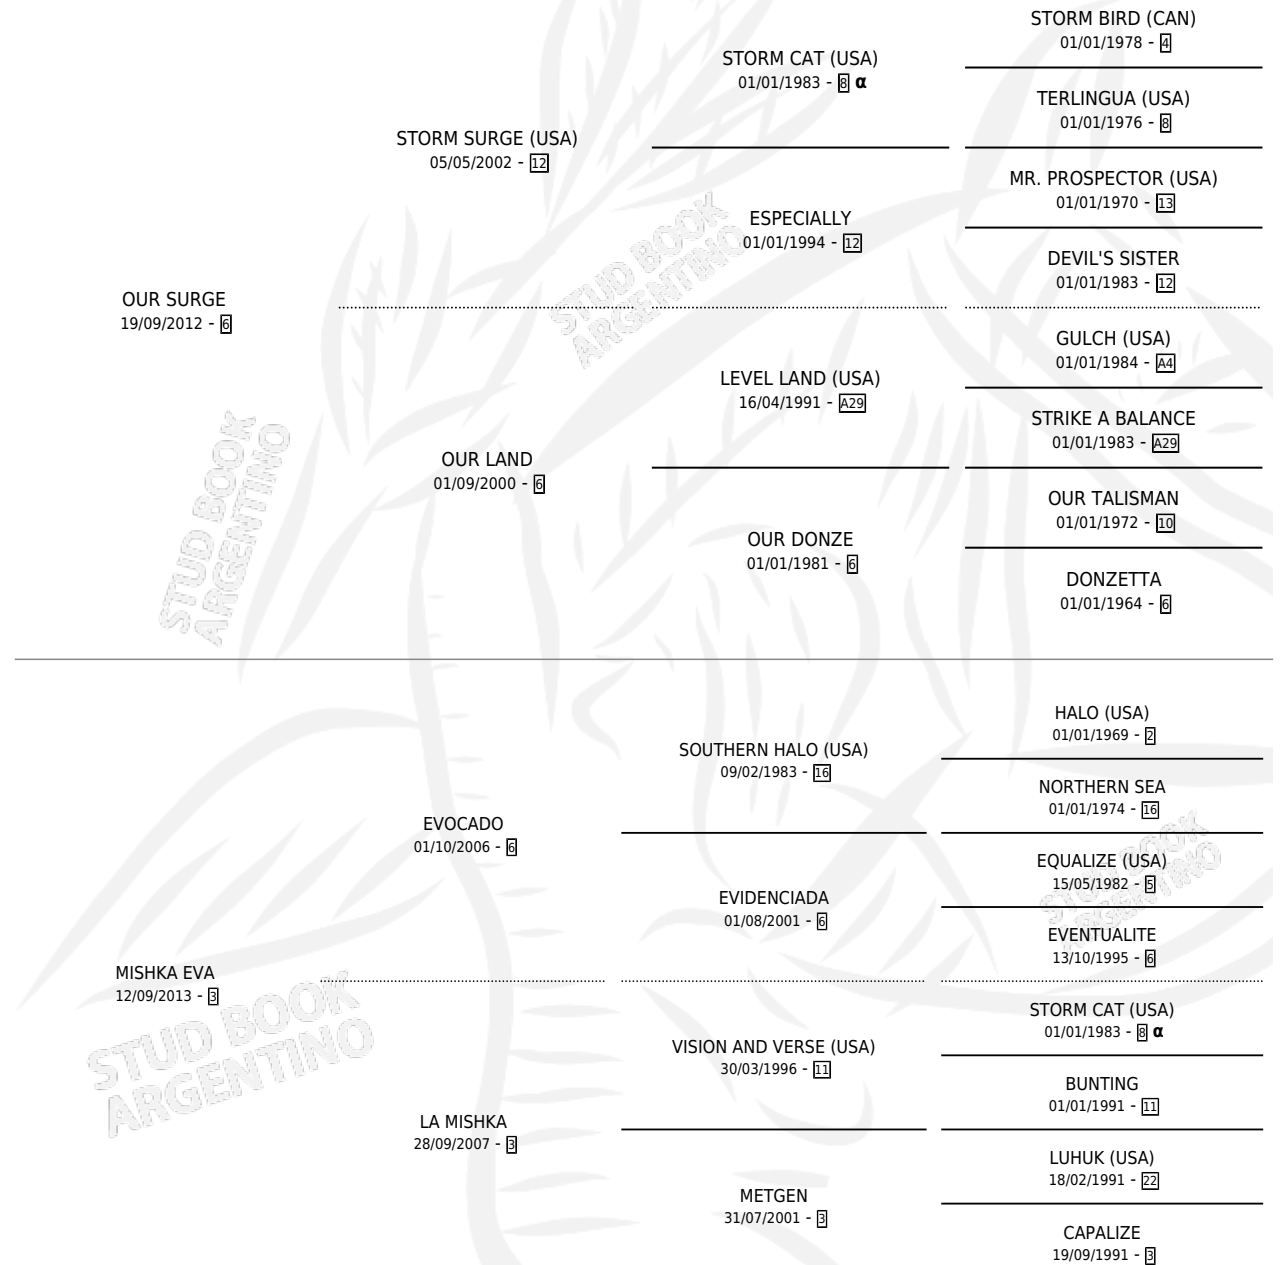 STORM BIRD (CAN)
01/01/1978 - 4
STORM CAT (USA)
01/01/1983 - 8 α
TERLINGUA (USA)
01/01/1976 - 8
STORM SURGE (USA)
05/05/2002 - 12
MR. PROSPECTOR (USA)
01/01/1970 - 13
ESPECIALLY
01/01/1994 - 12
DEVIL'S SISTER
01/01/1983 - 12
OUR SURGE
19/09/2012 - 6
GULCH (USA)
01/01/1984 - A4
LEVEL LAND (USA)
16/04/1991 - A29
STRIKE A BALANCE
01/01/1983 - A29
OUR LAND
01/09/2000 - 6
OUR TALISMAN
01/01/1972 - 10
OUR DONZE
01/01/1981 - 6
DONZETTA
01/01/1964 - 6
HALO (USA)
01/01/1969 - 2
SOUTHERN HALO (USA)
09/02/1983 - 16
NORTHERN SEA
01/01/1974 - 16
EVOCADO
01/10/2006 - 6
EQUALIZE (USA)
15/05/1982 - 5
EVIDENCIADA
01/08/2001 - 6
EVENTUALITE
13/10/1995 - 6
MISHKA EVA
12/09/2013 - 3
STORM CAT (USA)
01/01/1983 - 8 α
VISION AND VERSE (USA)
30/03/1996 - 11
BUNTING
01/01/1991 - 11
LA MISHKA
28/09/2007 - 3
LUHUK (USA)
18/02/1991 - 22
METGEN
31/07/2001 - 3
CAPALIZE
19/09/1991 - 3
STUD BOOK
ARGENTINO
STUD BOOK
ARGENTINO
STUD BOOK
ARGENTINO
STUD BOOK
ARGENTINO